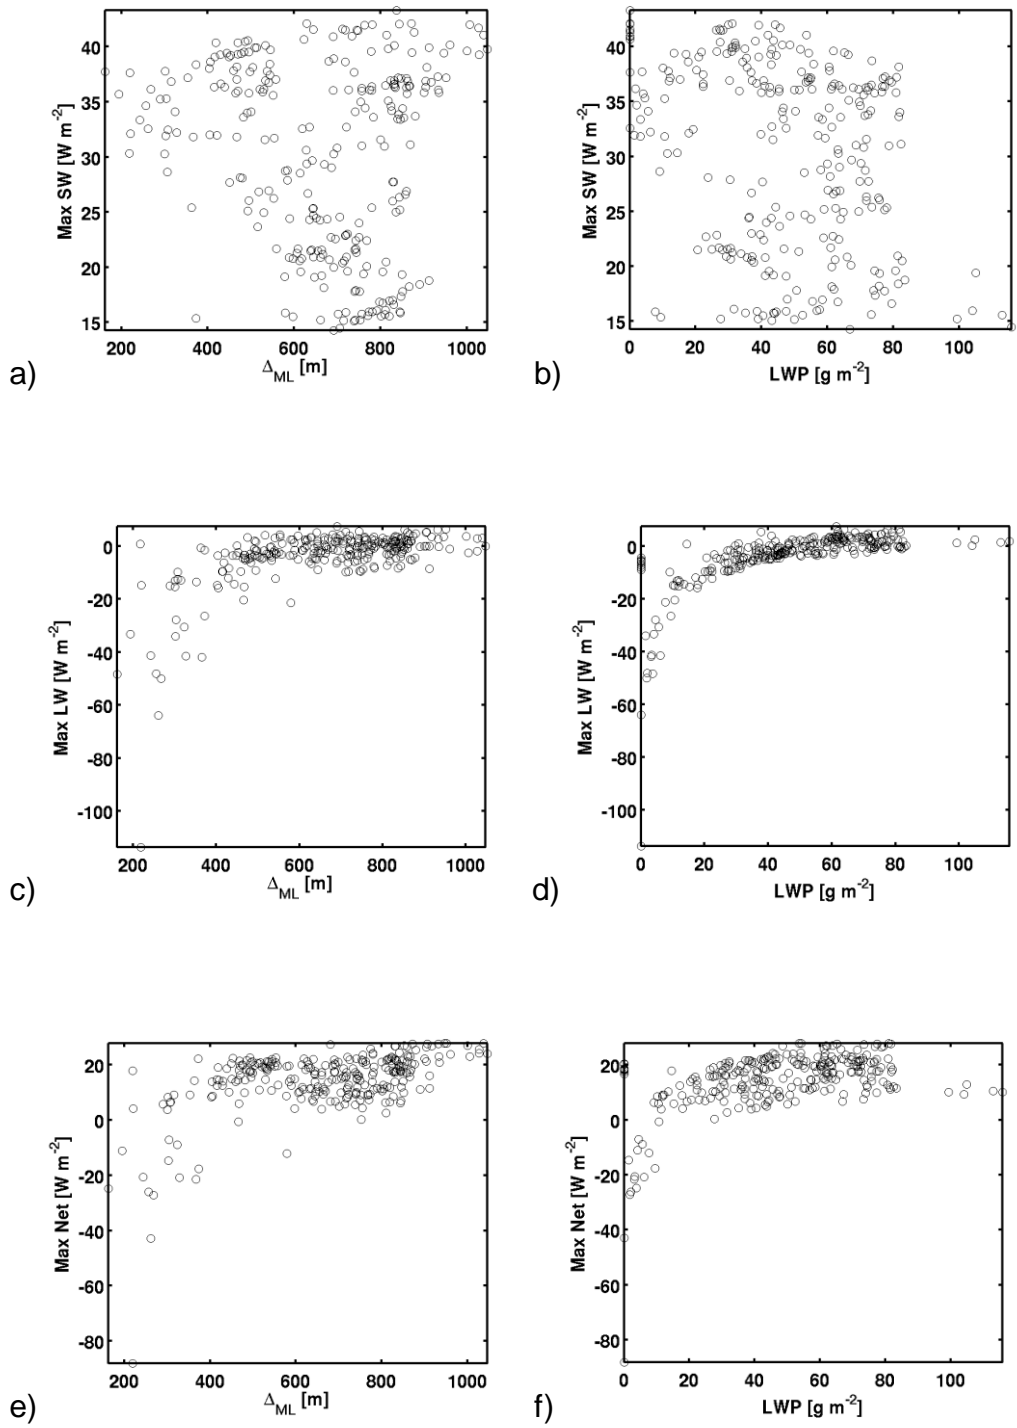 40
35
30
25
20
15
Max SW [W m-2]
200 400 600 800 1000
ΔML [m]
a)
40
35
30
25
20
15
Max SW [W m-2]
0 20 40 60 80 100
LWP [g m-2]
b)
0
-20
-40
-60
-80
-100
Max LW [W m-2]
200 400 600 800 1000
ΔML [m]
c)
0
-20
-40
-60
-80
-100
Max LW [W m-2]
0 20 40 60 80 100
LWP [g m-2]
d)
20
0
-20
-40
-60
-80
Max Net [W m-2]
200 400 600 800 1000
ΔML [m]
e)
20
0
-20
-40
-60
-80
Max Net [W m-2]
0 20 40 60 80 100
LWP [g m-2]
f)